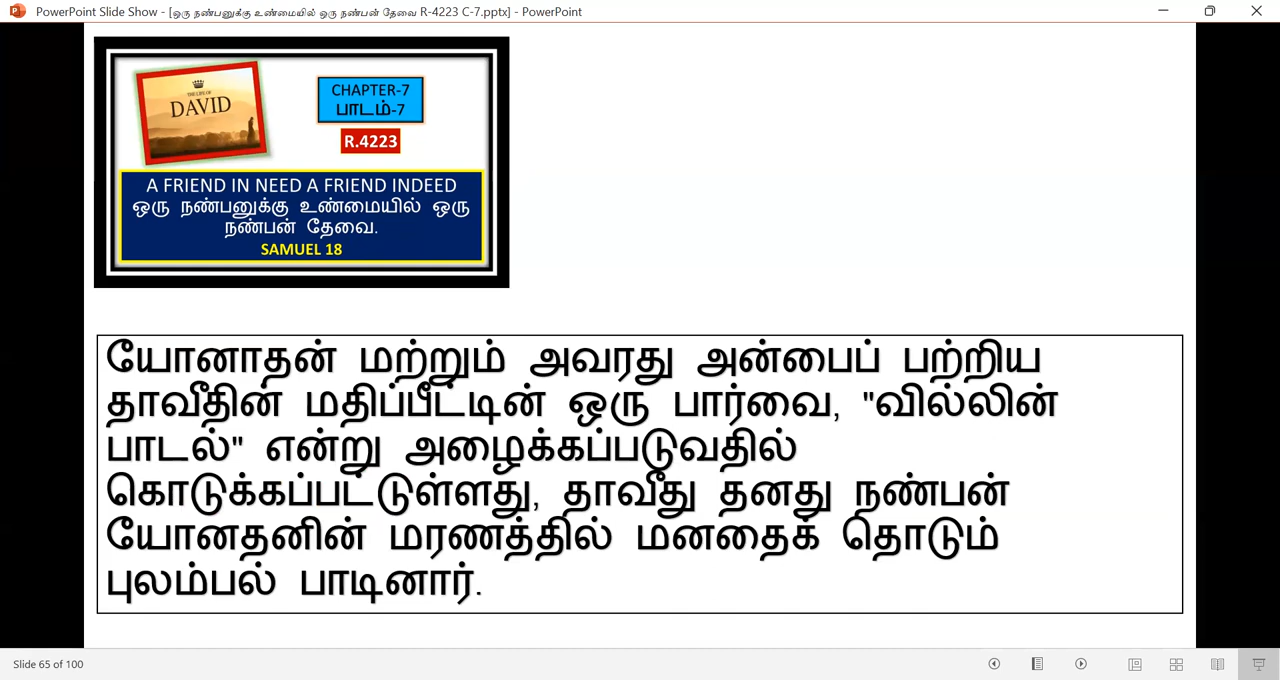 PowerPoint Slide Show - [ஒரு நண்பனுக்கு உண்மையில் ஒரு நண்பன் தேவை R-4223 C-7.pptx] - PowerPoint
THE LIFE OF
DAVID
CHAPTER-7
பாடம்-7
R.4223
A FRIEND IN NEED A FRIEND INDEED
ஒரு நண்பனுக்கு உண்மையில் ஒரு
நண்பன் தேவை.
SAMUEL 18
யோனாதன் மற்றும் அவரது அன்பைப் பற்றிய
தாவீதின் மதிப்பீட்டின் ஒரு பார்வை, "வில்லின்
பாடல்" என்று அழைக்கப்படுவதில்
கொடுக்கப்பட்டுள்ளது, தாவீது தனது நண்பன்
யோனதனின் மரணத்தில் மனதைக் தொடும்
புலம்பல் பாடினார்.
Slide 65 of 100